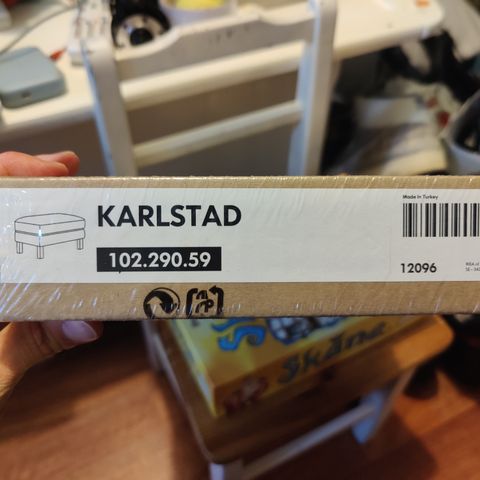 KARLSTAD
102.290.59
Made in Turkey
12096
Skåne